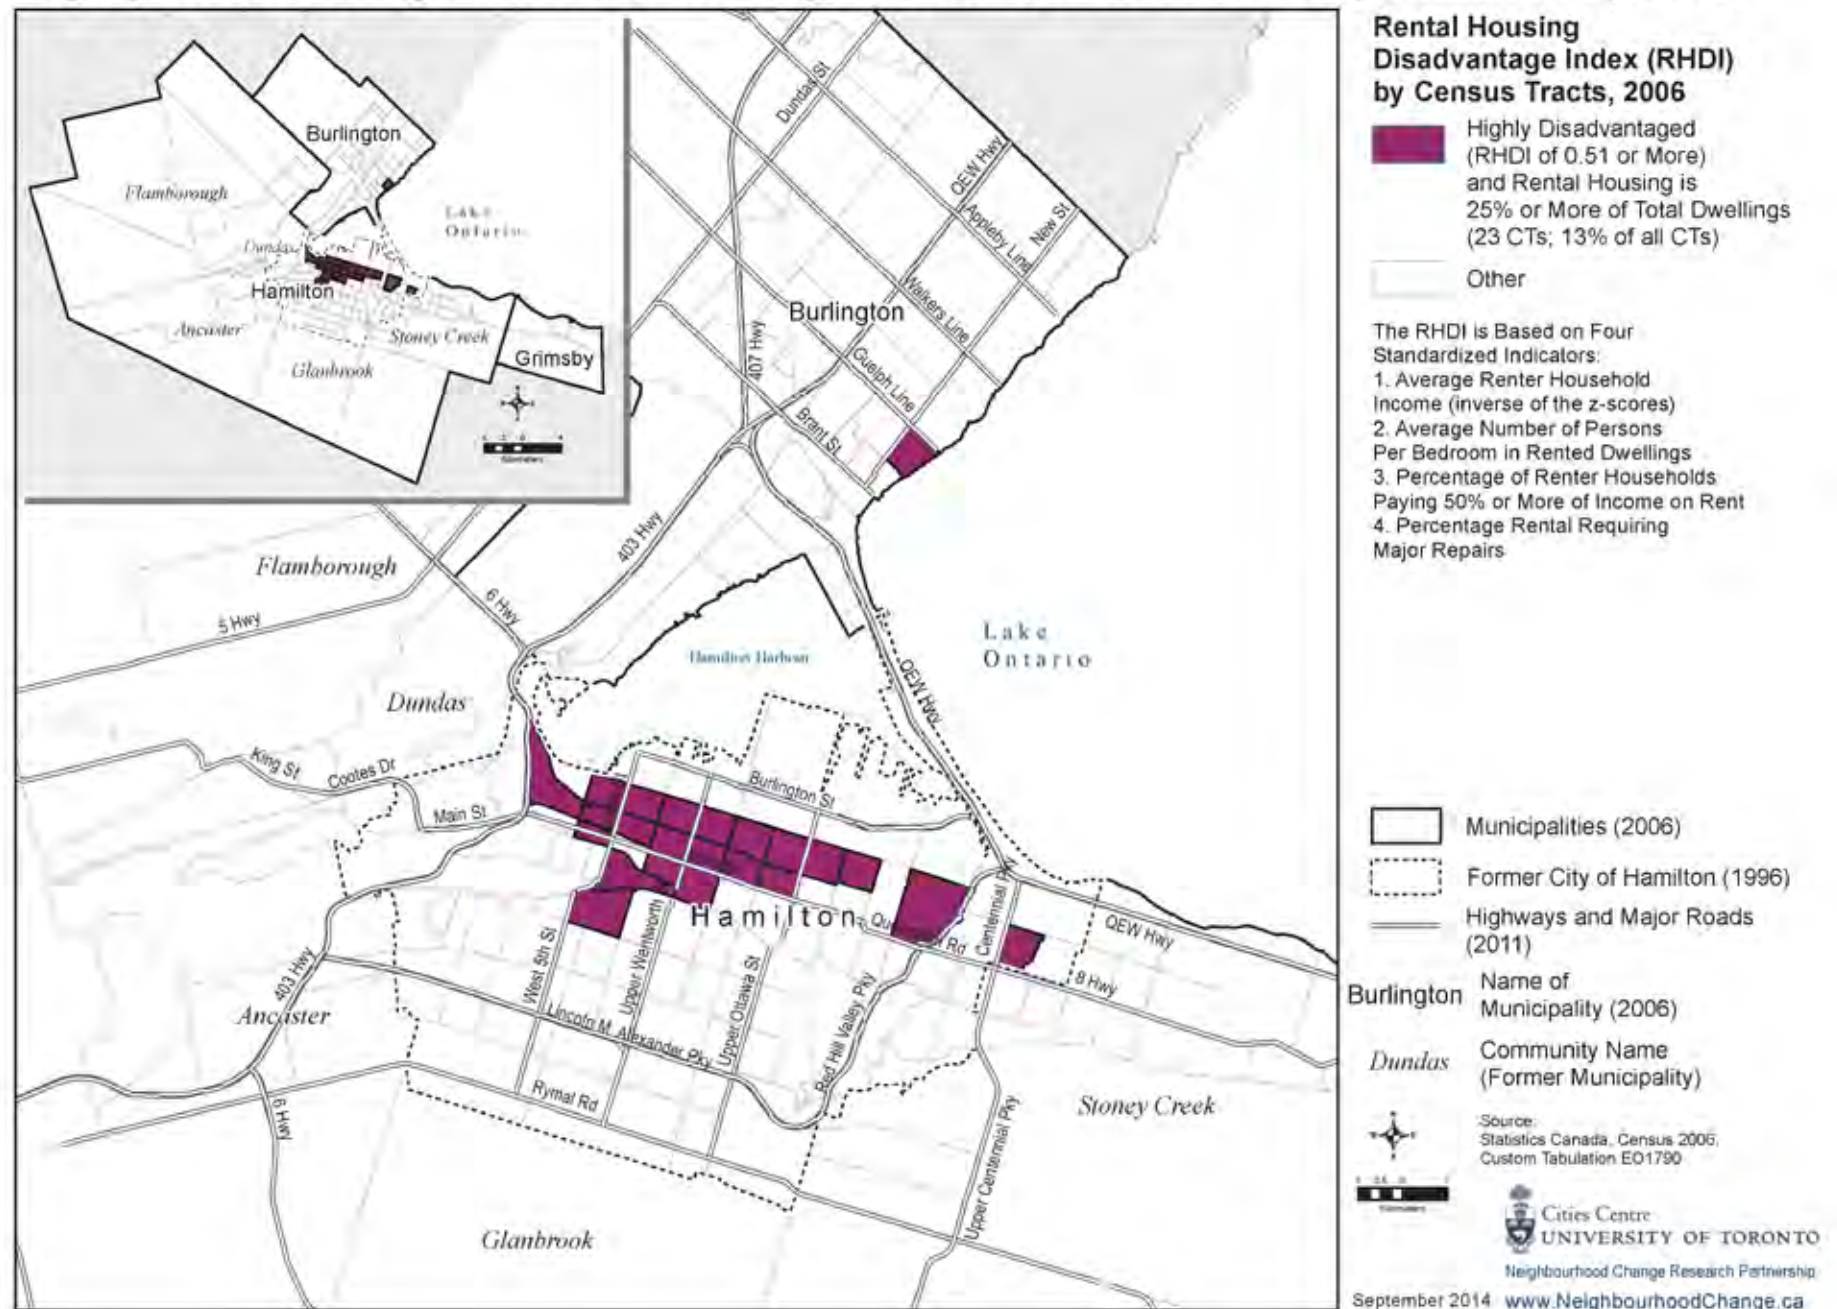 Burlington
Flamborough
Lake
Ontario
Dundas
Hamilton
Ancaster
Stoney Creek
Glanbrook
Grimsby
Dundas St
QEW Hwy
Appleby Line
New St
Burlington
Walkers Line
407 Hwy
Guelph Line
Brant St
403 Hwy
Flamborough
6 Hwy
5 Hwy
Lake
Ontario
Hamilton Harbour
QEW Hwy
Dundas
King St
Cootes Dr
Main St
Burlington St
Hamilton
Centennial
Rd
QEW Hwy
8 Hwy
403 Hwy
West 5th St
Upper Wentworth
Upper Ottawa St
Red Hill Valley Pky
Ancaster
Lincoln M. Alexander Pky
Rymal Rd
6 Hwy
Upper Centennial Pky
Stoney Creek
Glanbrook
Rental Housing
Disadvantage Index (RHDI)
by Census Tracts, 2006
Highly Disadvantaged
(RHDI of 0.51 or More)
and Rental Housing is
25% or More of Total Dwellings
(23 CTs; 13% of all CTs)
Other
The RHDI is Based on Four
Standardized Indicators:
1. Average Renter Household
Income (inverse of the z-scores)
2. Average Number of Persons
Per Bedroom in Rented Dwellings
3. Percentage of Renter Households
Paying 50% or More of Income on Rent
4. Percentage Rental Requiring
Major Repairs
Municipalities (2006)
Former City of Hamilton (1996)
Highways and Major Roads
(2011)
Burlington Name of
Municipality (2006)
Dundas Community Name
(Former Municipality)
Source:
Statistics Canada, Census 2006,
Custom Tabulation EO1790
Kilometers
Cities Centre
UNIVERSITY OF TORONTO
Neighbourhood Change Research Partnership
September 2014 www.NeighbourhoodChange.ca